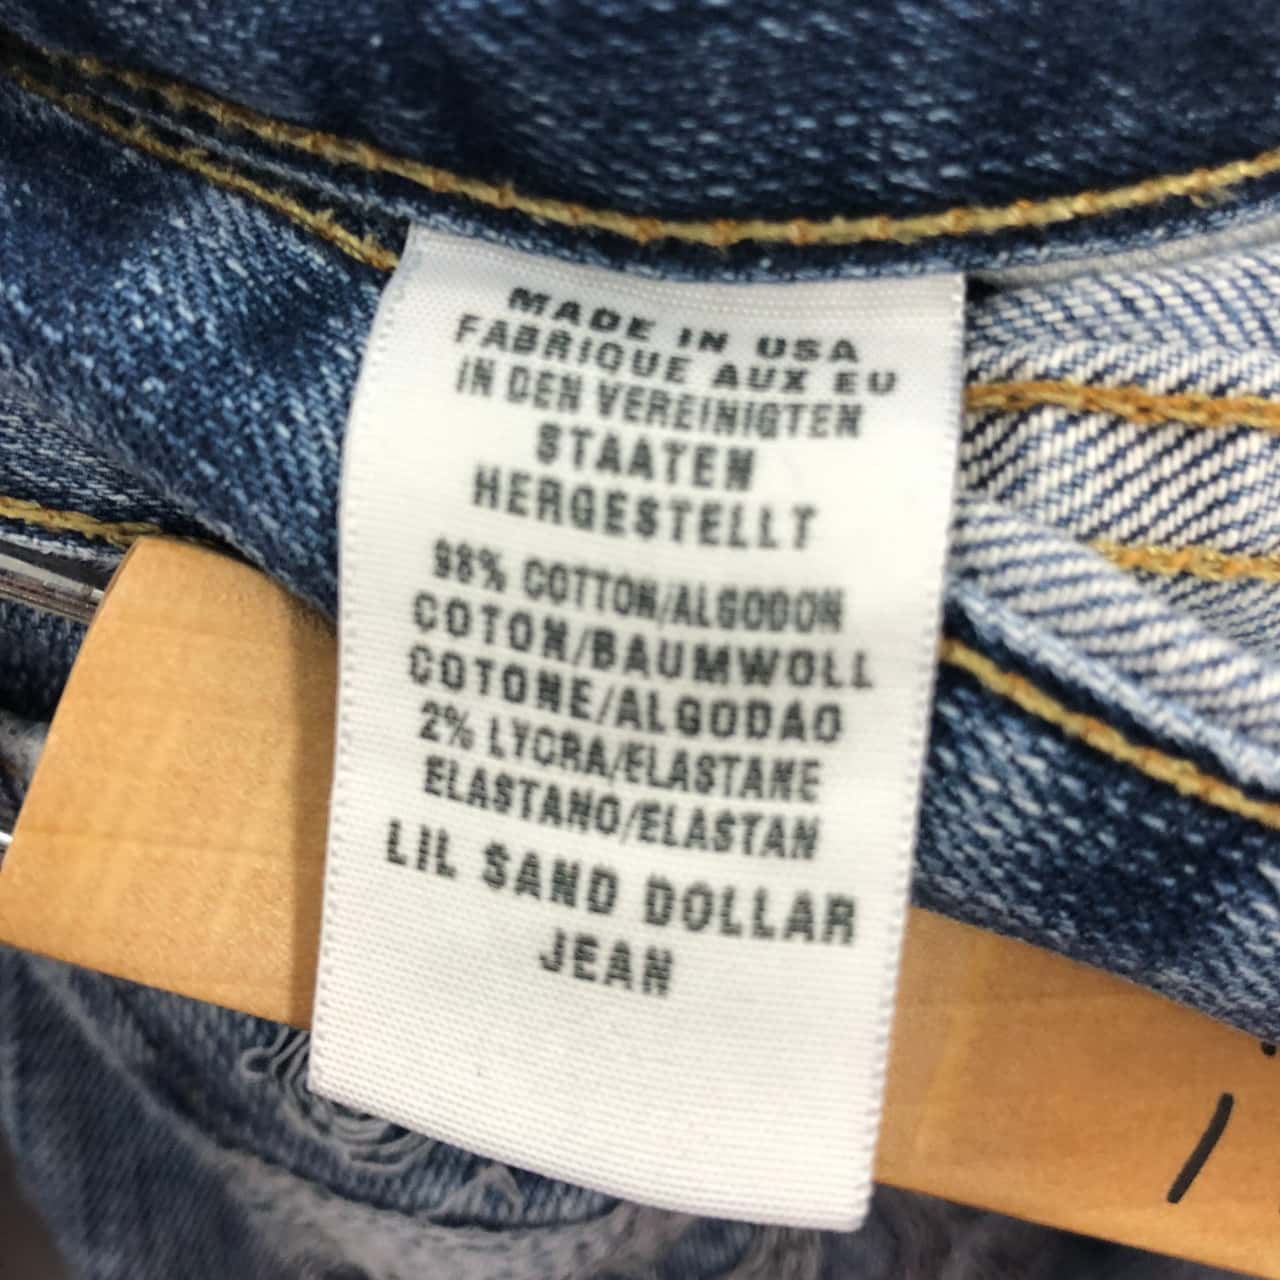 MADE IN USA
FABRIQUE AUX EU
IN DEN VEREINIGTEN
STAATEN
HERGESTELLT
98% COTTON/ALGODON
COTON/BAUMWOLL
COTONE/ALGODAO
2% LYCRA/ELASTANE
ELASTANO/ELASTAN
LIL SAND DOLLAR
JEAN